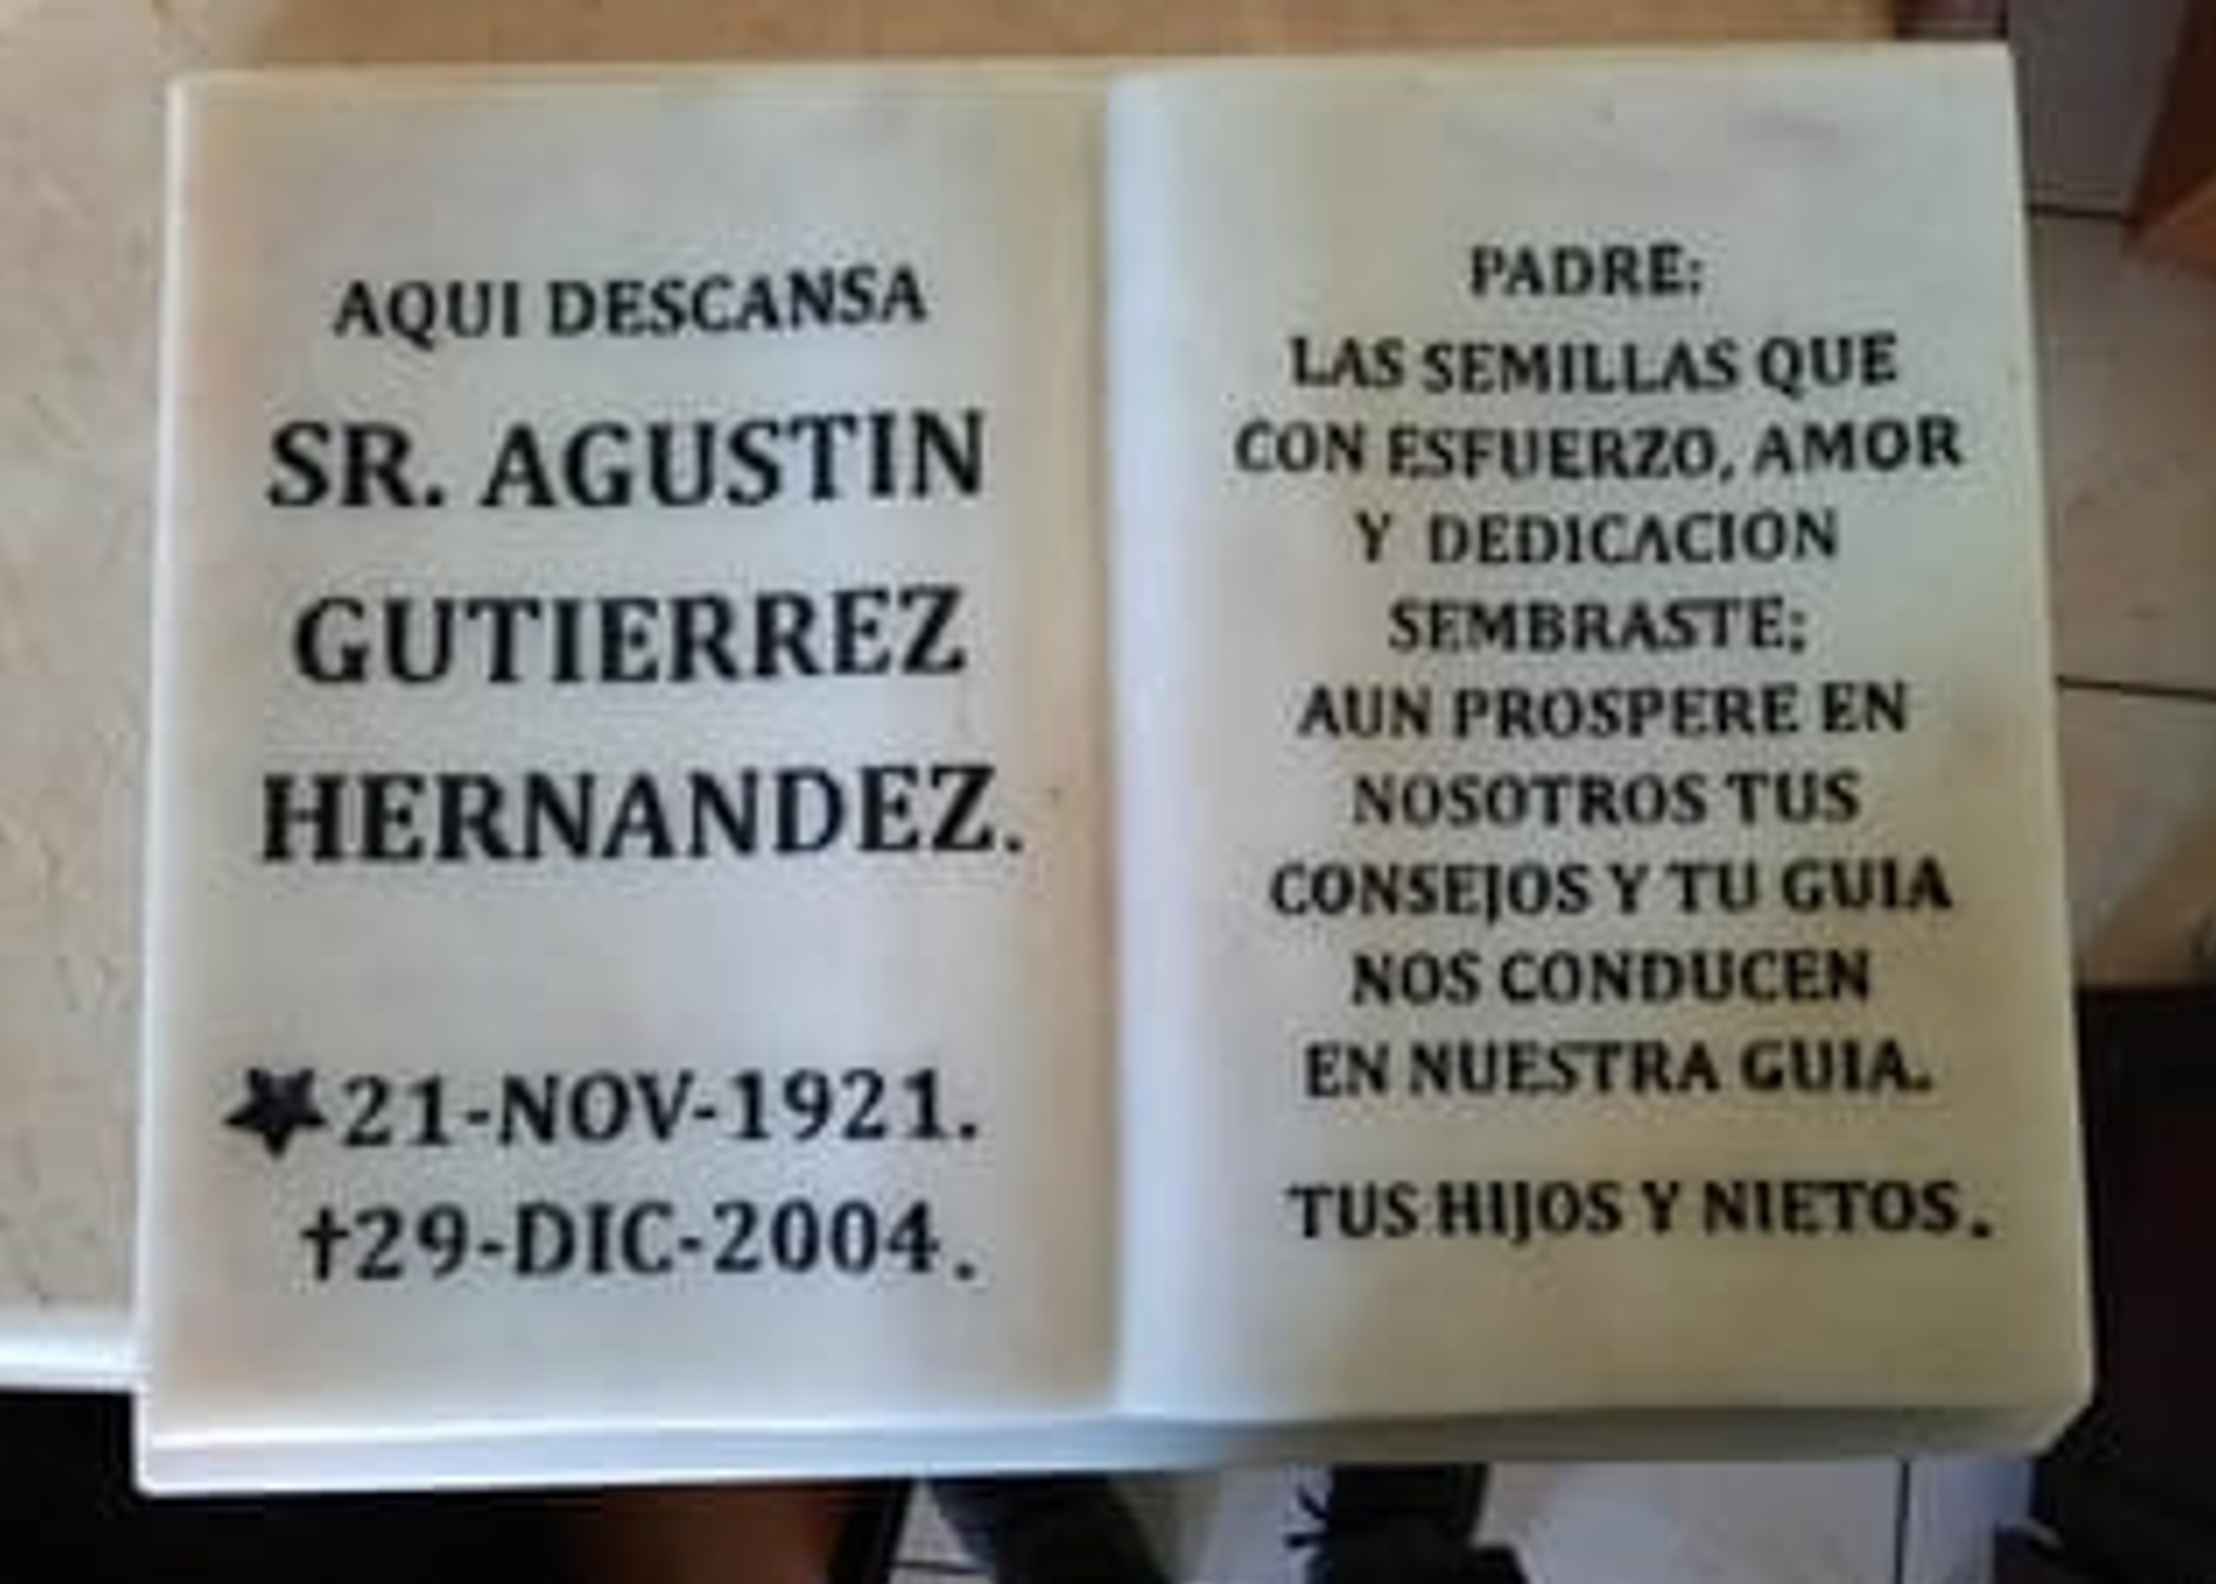 AQUI DESCANSA
SR. AGUSTIN
GUTIERREZ
HERNANDEZ.
★21-NOV-1921.
†29-DIC-2004.
PADRE:
LAS SEMILLAS QUE
CON ESFUERZO, AMOR
Y DEDICACION
SEMBRASTE;
AUN PROSPERE EN
NOSOTROS TUS
CONSEJOS Y TU GUIA
NOS CONDUCEN
EN NUESTRA GUIA.
TUS HIJOS Y NIETOS.